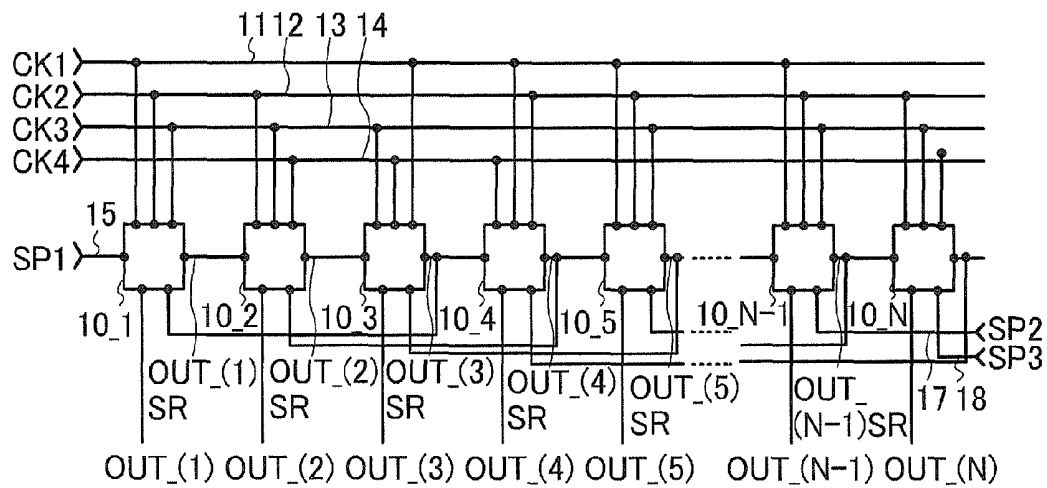 1112 13 14
CK1
CK2
CK3
CK4
15
SP1
10_1 10_2 10_3 10_4 10_5 10_N-1 10_N
SP2
SP3
OUT_(1) SR
OUT_(2) SR
OUT_(3) SR
OUT_(4) SR
OUT_(5) SR
OUT_ (N-1)SR
17 18
OUT_(1) OUT_(2) OUT_(3) OUT_(4) OUT_(5) OUT_(N-1) OUT_(N)